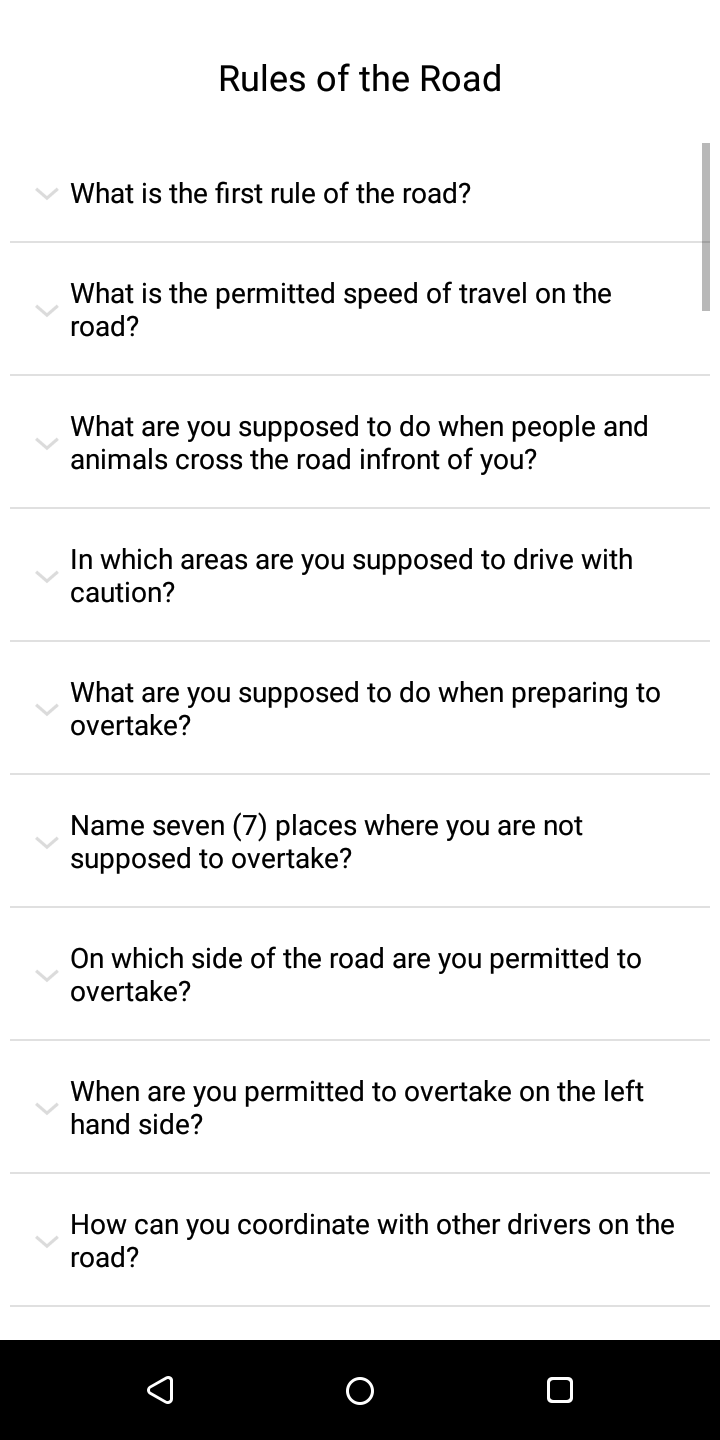 Rules of the Road
What is the first rule of the road?
What is the permitted speed of travel on the
road?
What are you supposed to do when people and
animals cross the road infront of you?
In which areas are you supposed to drive with
caution?
What are you supposed to do when preparing to
overtake?
Name seven (7) places where you are not
supposed to overtake?
On which side of the road are you permitted to
overtake?
When are you permitted to overtake on the left
hand side?
How can you coordinate with other drivers on the
road?